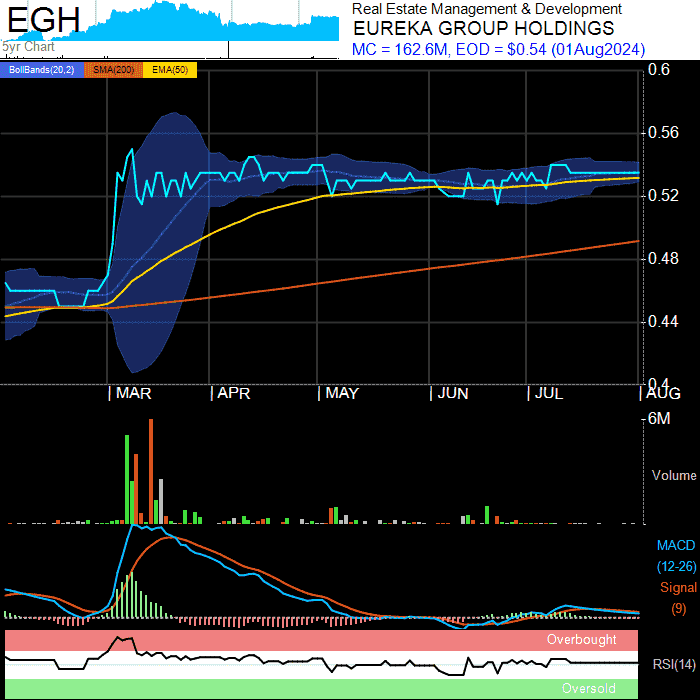 EGH
5yr Chart
Real Estate Management & Development
EUREKA GROUP HOLDINGS
MC = 162.6M, EOD = $0.54 (01Aug2024)
BollBands(20,2) SMA(200) EMA(50)
0.6
0.56
0.52
0.48
0.44
0.4
MAR APR MAY JUN JUL AUG
6M
Volume
MACD
(12-26)
Signal
(9)
Overbought
RSI(14)
Oversold